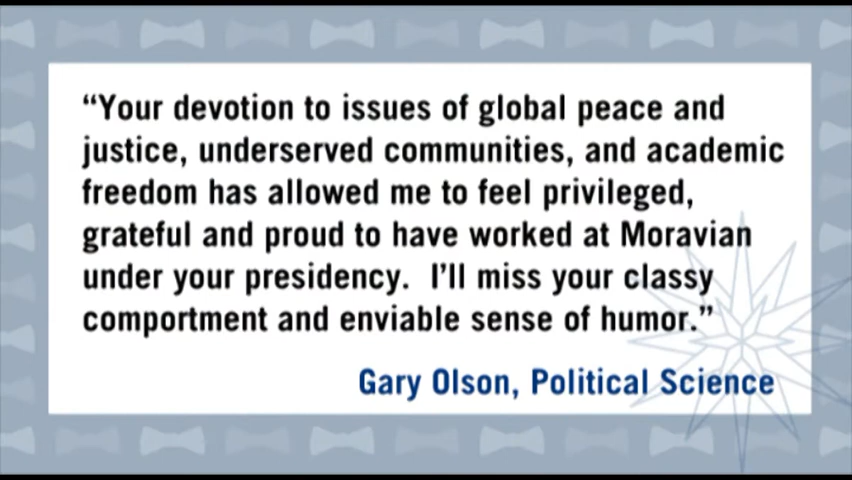 “Your devotion to issues of global peace and
justice, underserved communities, and academic
freedom has allowed me to feel privileged,
grateful and proud to have worked at Moravian
under your presidency.  I’ll miss your classy
comportment and enviable sense of humor.”
Gary Olson, Political Science